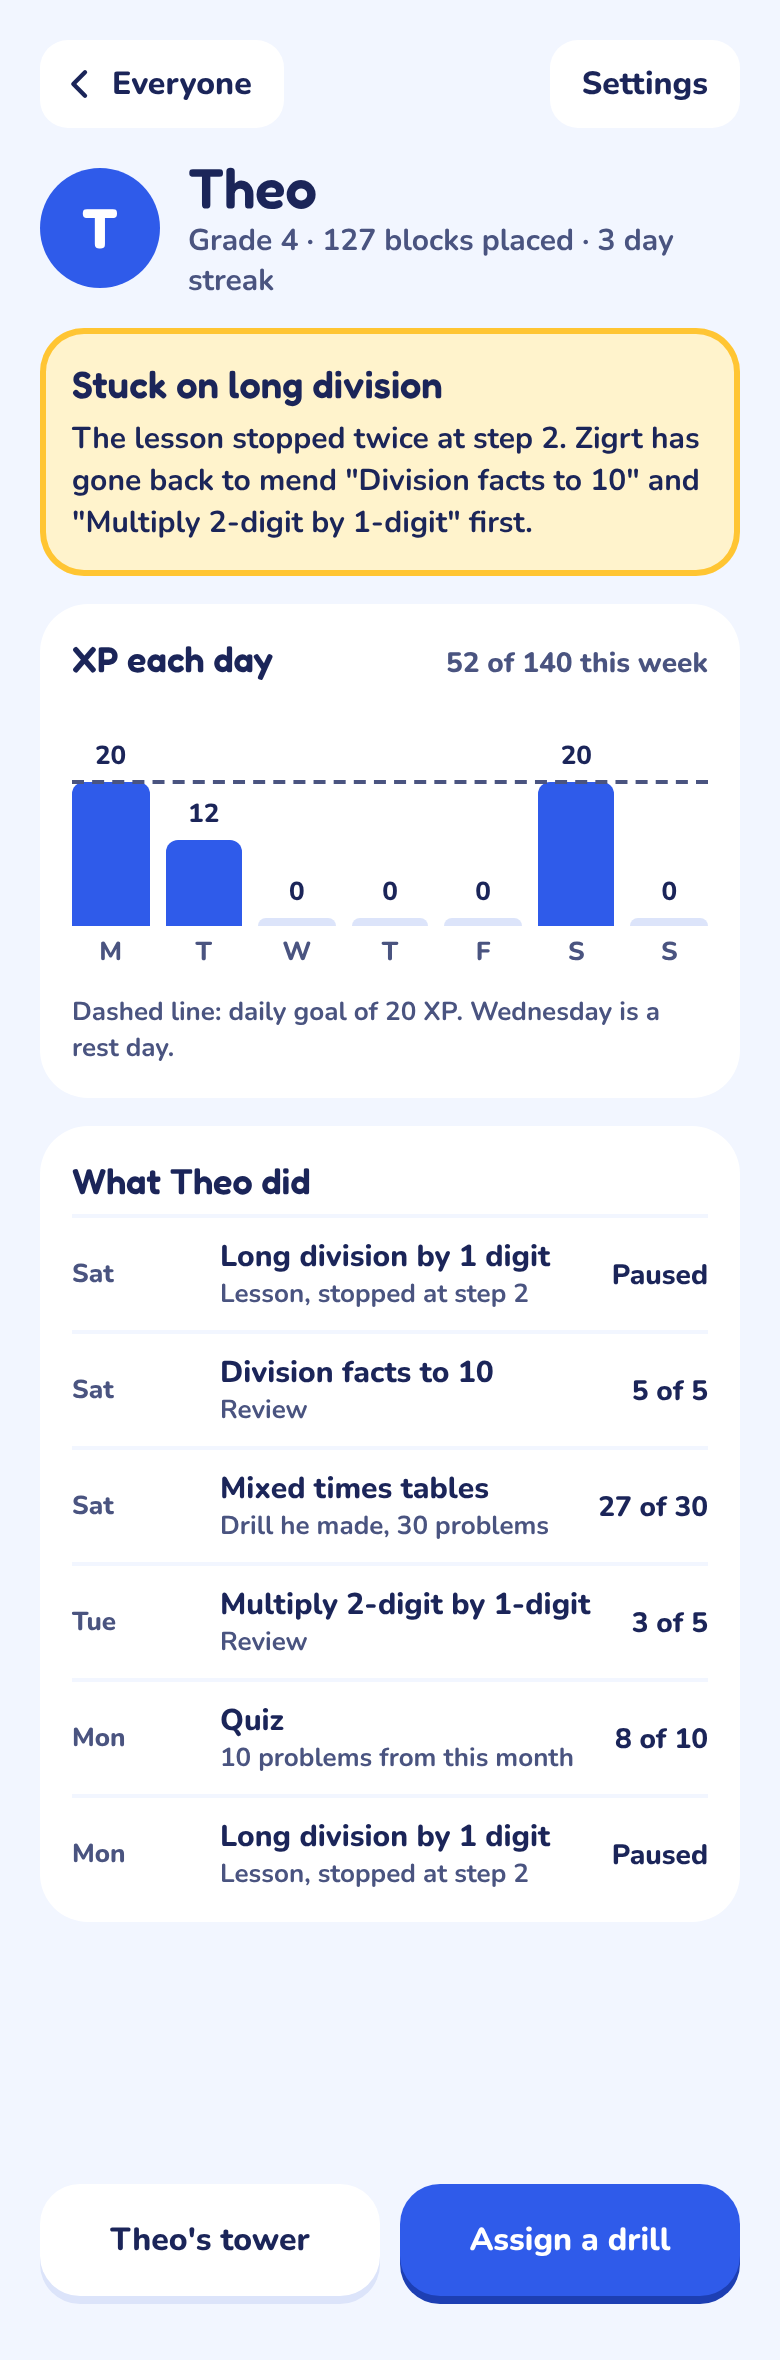 Everyone
Settings
T
Theo
Grade 4 · 127 blocks placed · 3 day
streak
Stuck on long division
The lesson stopped twice at step 2. Zigrt has
gone back to mend "Division facts to 10" and
"Multiply 2-digit by 1-digit" first.
XP each day
52 of 140 this week
20
12
0
0
0
20
0
M
T
W
T
F
S
S
Dashed line: daily goal of 20 XP. Wednesday is a
rest day.
What Theo did
Sat
Long division by 1 digit
Lesson, stopped at step 2
Paused
Sat
Division facts to 10
Review
5 of 5
Sat
Mixed times tables
Drill he made, 30 problems
27 of 30
Tue
Multiply 2-digit by 1-digit
Review
3 of 5
Mon
Quiz
10 problems from this month
8 of 10
Mon
Long division by 1 digit
Lesson, stopped at step 2
Paused
Theo's tower
Assign a drill